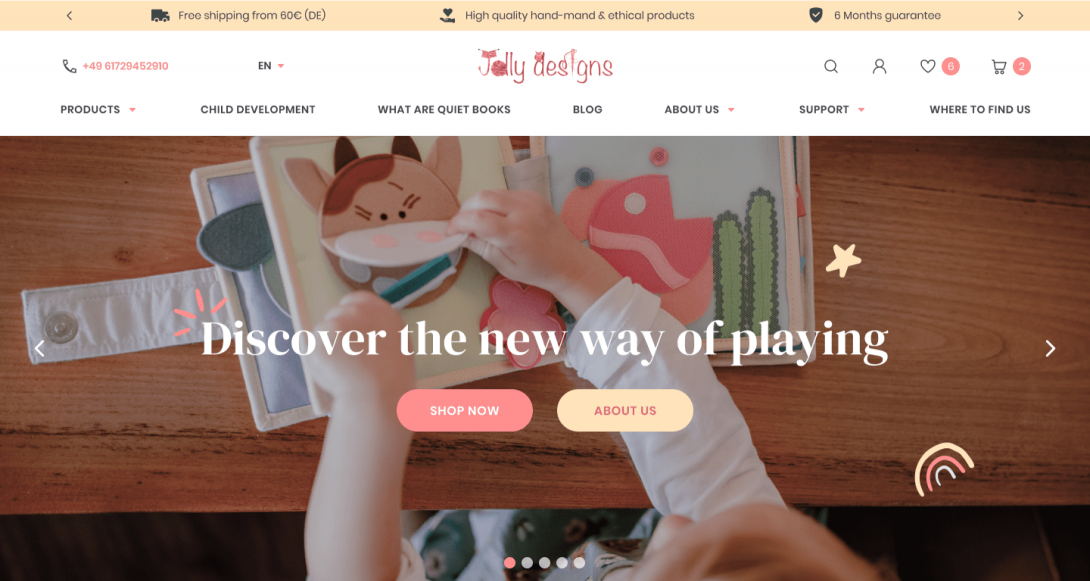 Free shipping from 60€ (DE)
High quality hand-mand & ethical products
6 Months guarantee
+49 61729452910
EN
Jolly designs
6
2
PRODUCTS
CHILD DEVELOPMENT
WHAT ARE QUIET BOOKS
BLOG
ABOUT US
SUPPORT
WHERE TO FIND US
Discover the new way of playing
SHOP NOW
ABOUT US